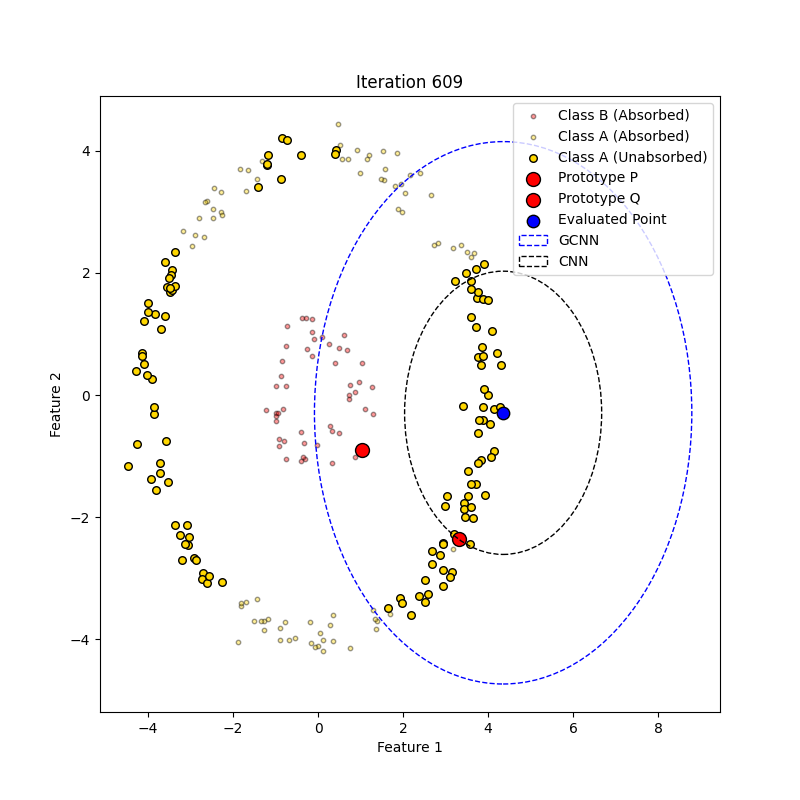 Iteration 609
Class B (Absorbed)
Class A (Absorbed)
Class A (Unabsorbed)
Prototype P
Prototype Q
Evaluated Point
GCNN
CNN
4
2
0
−2
−4
Feature 2
−4 −2 0 2 4 6 8
Feature 1